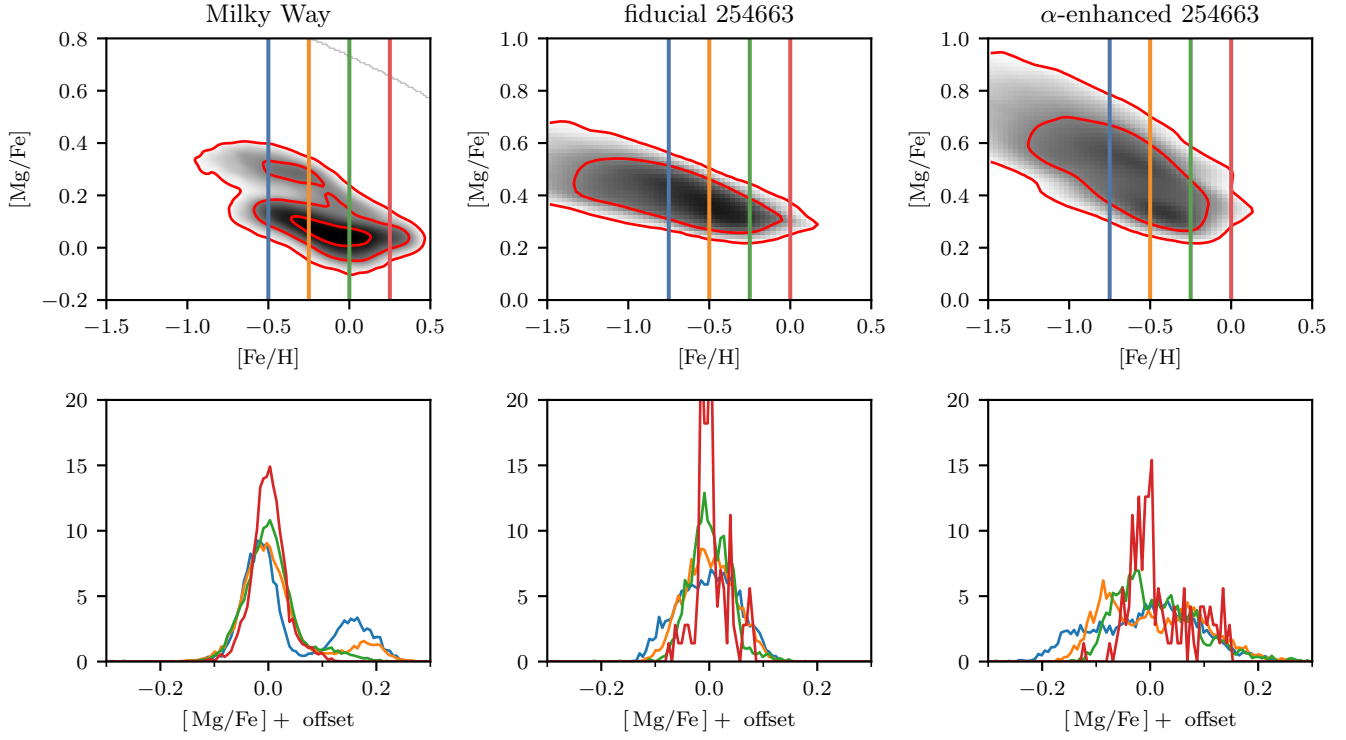 Milky Way
fiducial 254663
α-enhanced 254663
0.8
0.6
0.4
0.2
0.0
−0.2
[Mg/Fe]
−1.5 −1.0 −0.5 0.0 0.5
[Fe/H]
1.0
0.8
0.6
0.4
0.2
0.0
[Mg/Fe]
−1.5 −1.0 −0.5 0.0 0.5
[Fe/H]
1.0
0.8
0.6
0.4
0.2
0.0
[Mg/Fe]
−1.5 −1.0 −0.5 0.0 0.5
[Fe/H]
20
15
10
5
0
−0.2 0.0 0.2
[Mg/Fe] + offset
20
15
10
5
0
−0.2 0.0 0.2
[Mg/Fe] + offset
20
15
10
5
0
−0.2 0.0 0.2
[Mg/Fe] + offset